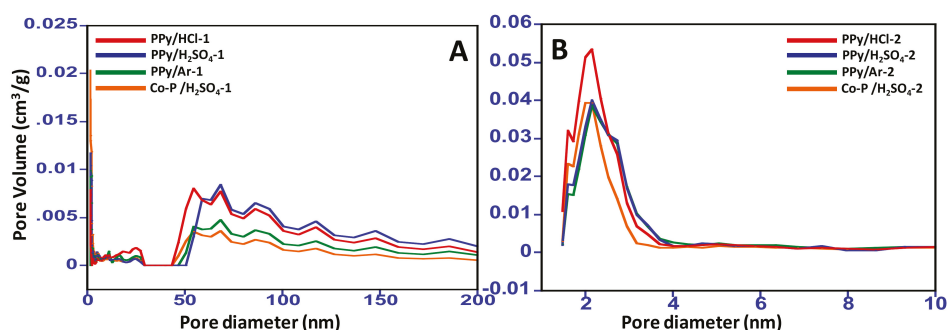 0.025
0.02
0.015
0.01
.005
0
Pore Volume (cm³/g)
PPy/HCl-1
PPy/H₂SO₄-1
PPy/Ar-1
Co-P /H₂SO₄-1
A
0 50 100 150 200
Pore diameter (nm)
0.06
0.05
0.04
0.03
0.02
0.01
0
-0.01
B
PPy/HCl-2
PPy/H₂SO₄-2
PPy/Ar-2
Co-P /H₂SO₄-2
2 4 6 8 10
Pore diameter (nm)